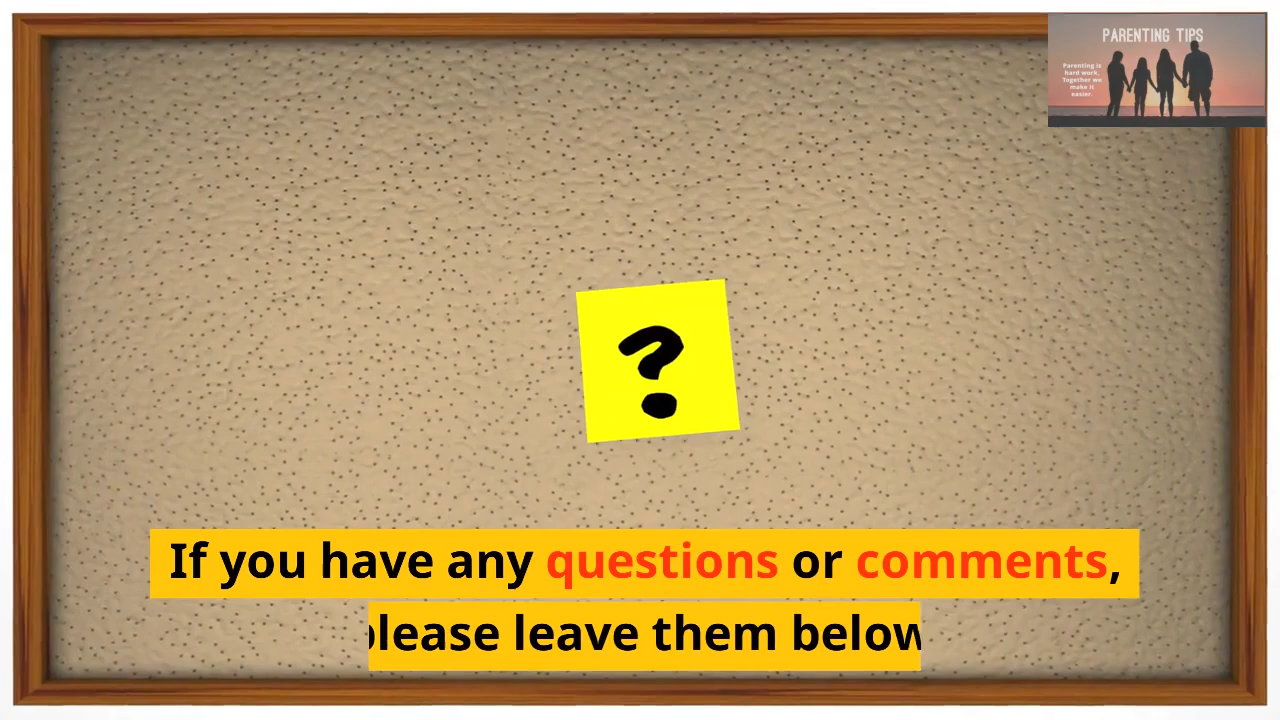 PARENTING TIPS
Parenting is
hard work,
Together we
make it
easier.
?
If you have any questions or comments,
please leave them below